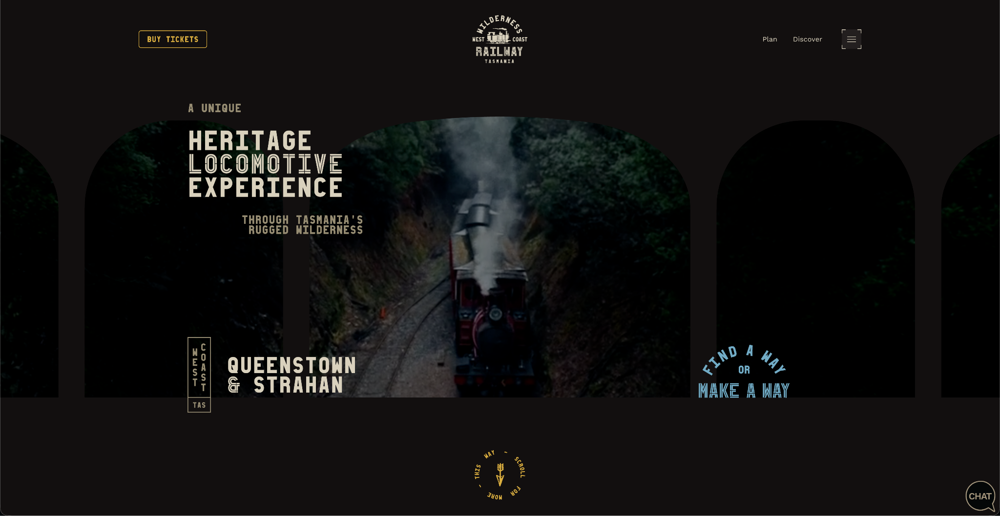 BUY TICKETS
WILDERNESS
WEST COAST
RAILWAY
TASMANIA
Plan
Discover
A UNIQUE
HERITAGE
LOCOMOTIVE
EXPERIENCE
THROUGH TASMANIA'S
RUGGED WILDERNESS
WEST
COAST
TAS
QUEENSTOWN
& STRAHAN
FIND A WAY
OR
MAKE A WAY
SCROLL FOR MORE - THIS WAY -
CHAT